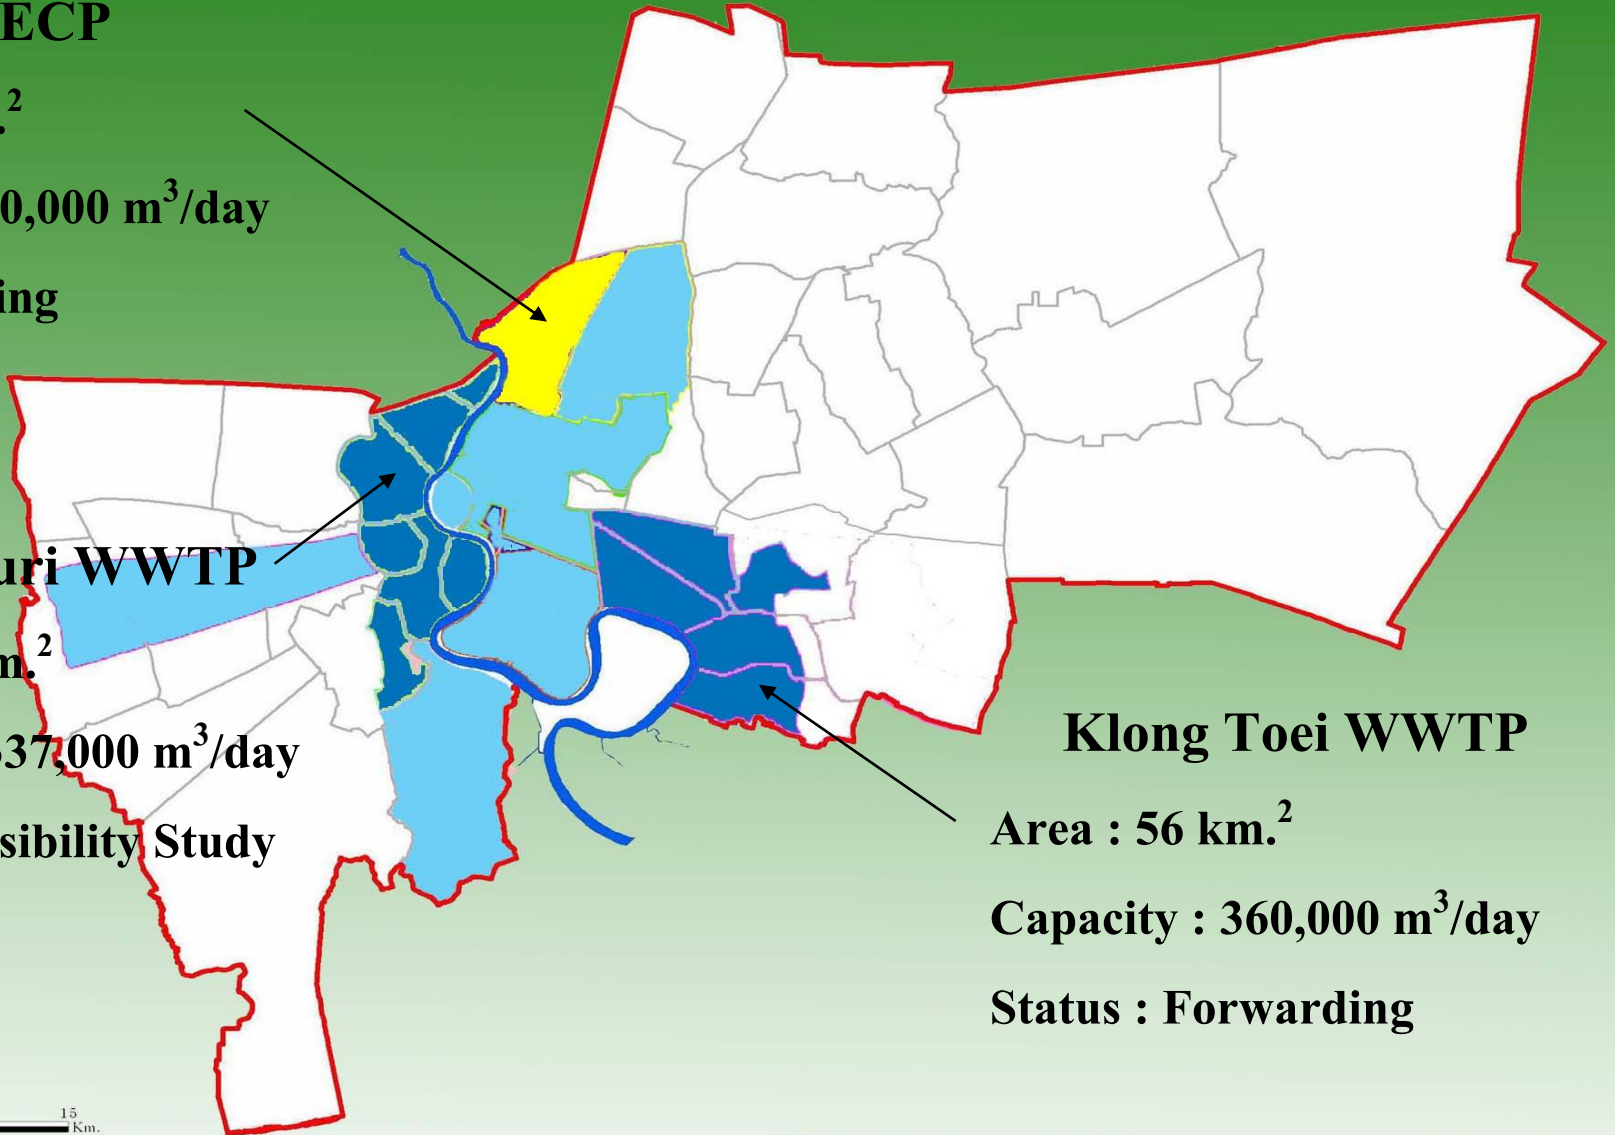 ECP
.²
0,000 m³/day
ing
uri WWTP
m.²
37,000 m³/day
sibility Study
Klong Toei WWTP
Area : 56 km.²
Capacity : 360,000 m³/day
Status : Forwarding
15
Km.